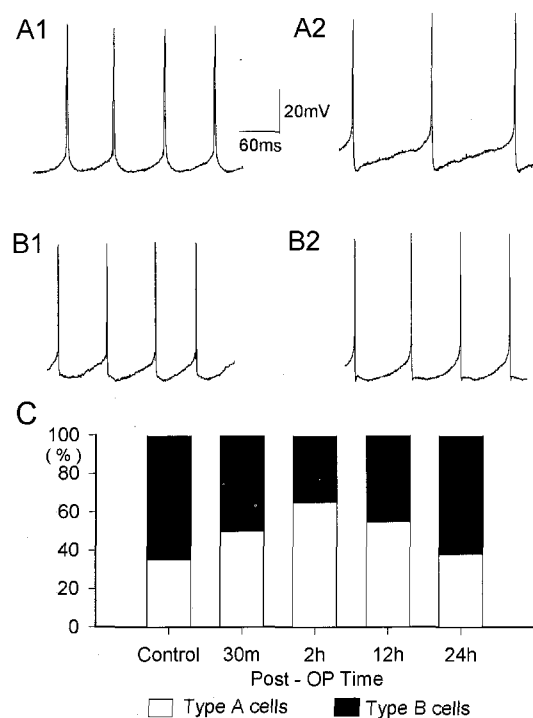 A1
A2
20mV
60ms
B1
B2
C
100
(%)
80
60
40
20
0
Control 30m 2h 12h 24h
Post - OP Time
Type A cells Type B cells